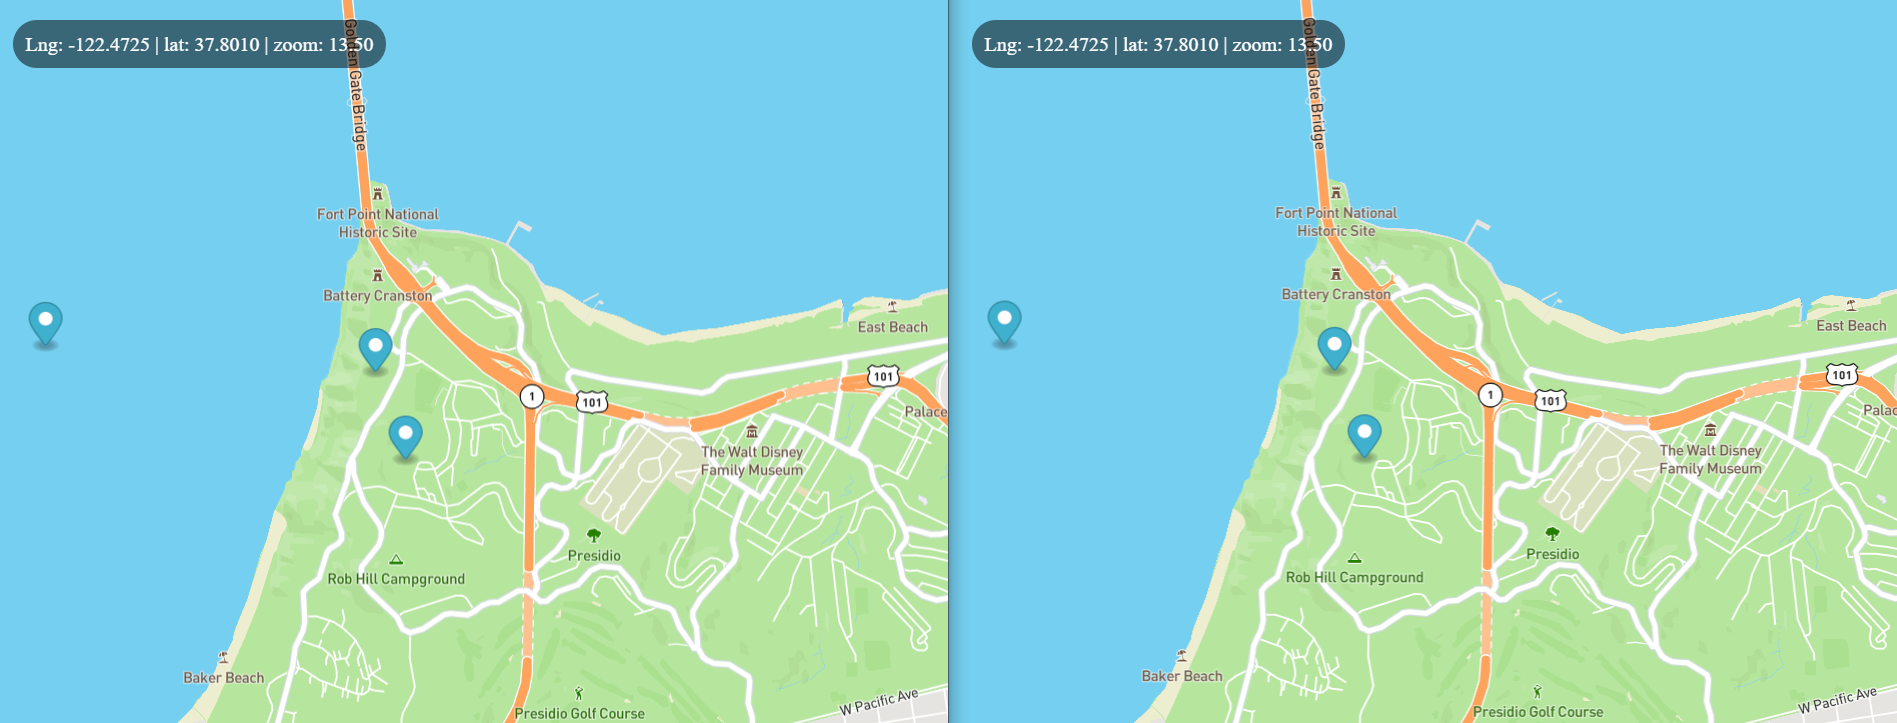 Lng: -122.4725 | lat: 37.8010 | zoom: 13.50
Golden Gate Bridge
Fort Point National
Historic Site
Battery Cranston
East Beach
101
1
101
Palace
The Walt Disney
Family Museum
Presidio
Rob Hill Campground
Baker Beach
W Pacific Ave
Presidio Golf Course
Lng: -122.4725 | lat: 37.8010 | zoom: 13.50
Golden Gate Bridge
Fort Point National
Historic Site
Battery Cranston
East Beach
101
1
101
Palac
The Walt Disney
Family Museum
Presidio
Rob Hill Campground
Baker Beach
W Pacific Ave
Presidio Golf Course